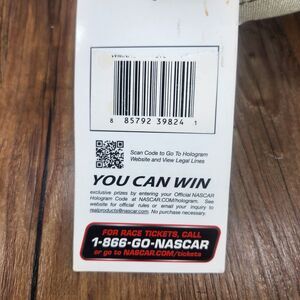 8 85792 39824 1
Scan Code to Go To Hologram
Website and View Legal Lines
YOU CAN WIN
exclusive prizes by entering your Official NASCAR
Hologram Code at NASCAR.COM/hologram. See
website for official rules or email your inquiry to
realproducts@nascar.com. No purchase necessary.
FOR RACE TICKETS, CALL
1-866-GO-NASCAR
or go to NASCAR.COM/tickets